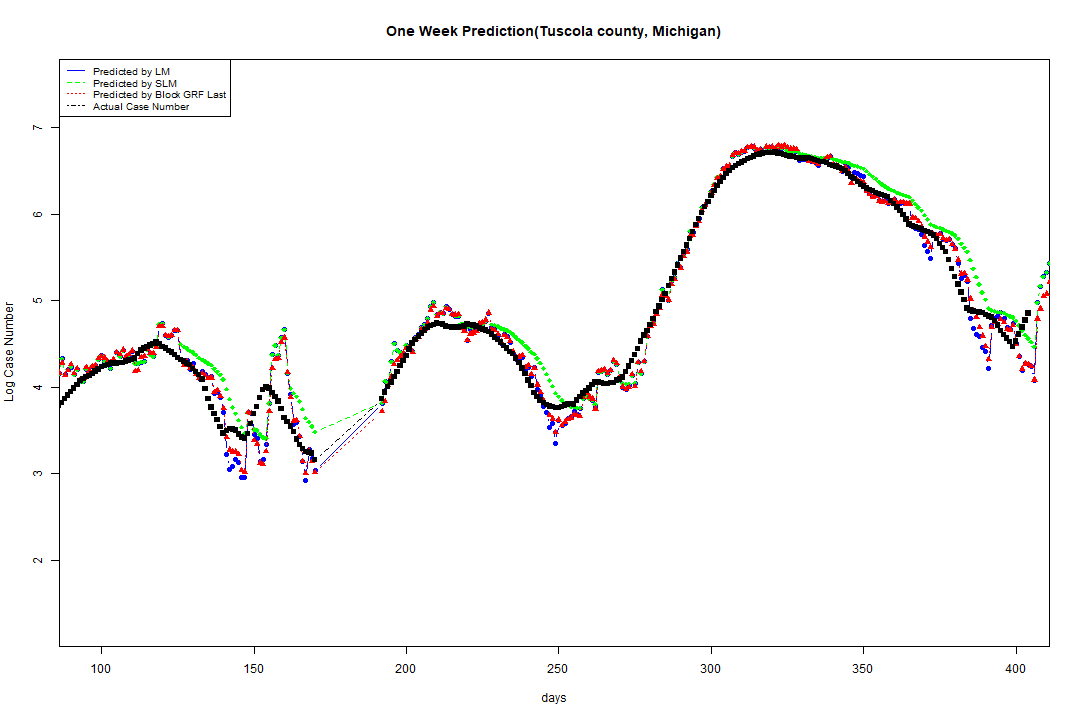 One Week Prediction(Tuscola county, Michigan)
Predicted by LM
Predicted by SLM
Predicted by Block GRF Last
Actual Case Number
7
6
5
4
3
2
Log Case Number
100 150 200 250 300 350 400
days